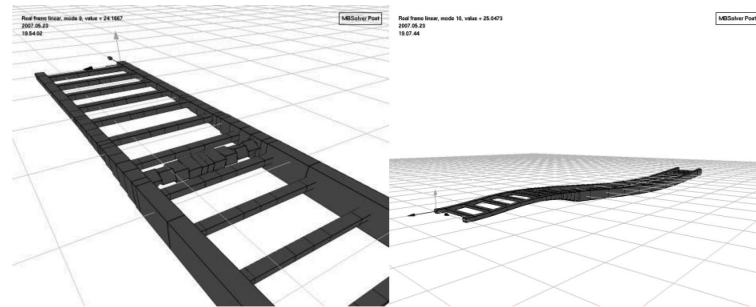 Real frame linear, mode 9, value = 24.1667
2007.05.23
19.54.02
MBSolver Post
Real frame linear, mode 10, value = 25.0473
2007.05.23
19.07.44
MBSolver Post